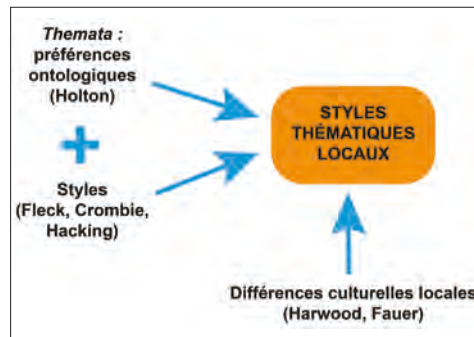 Themata :
préférences
ontologiques
(Holton)
+
Styles
(Fleck, Crombie,
Hacking)
STYLES
THÉMATIQUES
LOCAUX
Différences culturelles locales
(Harwood, Fauer)